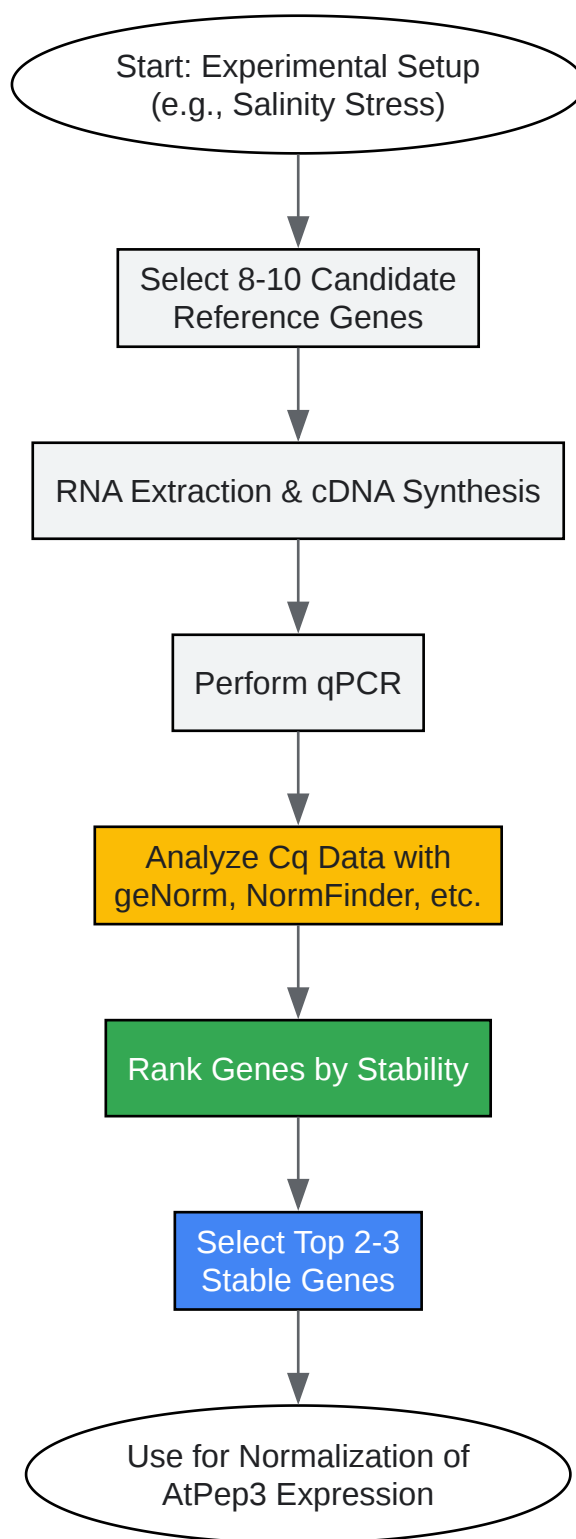 Start: Experimental Setup
(e.g., Salinity Stress)
Select 8-10 Candidate
Reference Genes
RNA Extraction & cDNA Synthesis
Perform qPCR
Analyze Cq Data with
geNorm, NormFinder, etc.
Rank Genes by Stability
Select Top 2-3
Stable Genes
Use for Normalization of
AtPep3 Expression